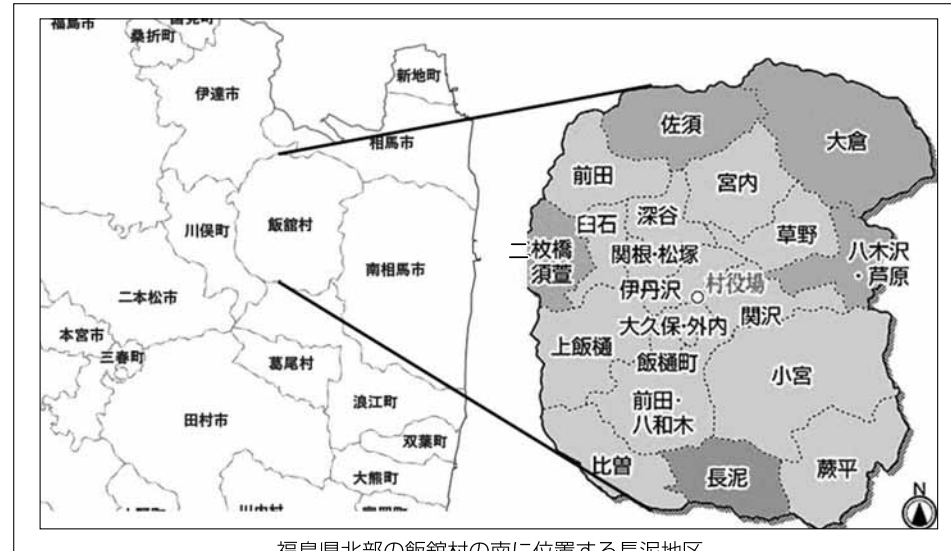 福島市
桑折町
伊達市
新地町
相馬市
川俣町
飯舘村
南相馬市
二本松市
本宮市
三春町
葛尾村
浪江町
田村市
双葉町
大熊町
川内村
佐須
大倉
前田
宮内
臼石
深谷
草野
二枚橋
須萱
関根・松塚
八木沢
・芦原
伊丹沢
村役場
関沢
大久保・外内
上飯樋
飯樋町
小宮
前田・
八和木
比曽
長泥
蕨平
N
福島県北部の飯舘村の南に位置する長泥地区